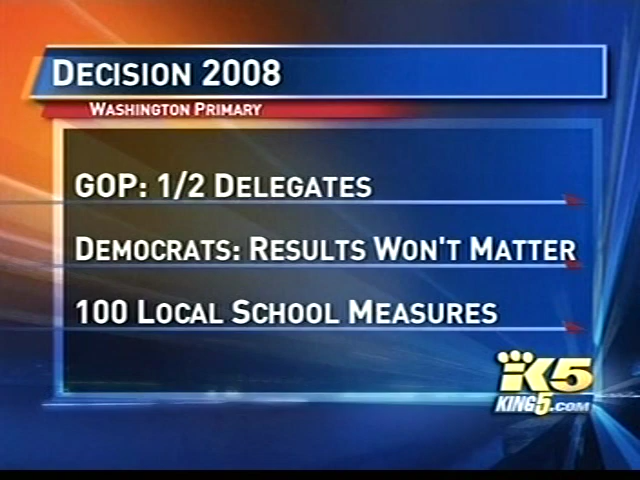 DECISION 2008
WASHINGTON PRIMARY
GOP: 1/2 DELEGATES
DEMOCRATS: RESULTS WON'T MATTER
100 LOCAL SCHOOL MEASURES
K5
KING5.COM